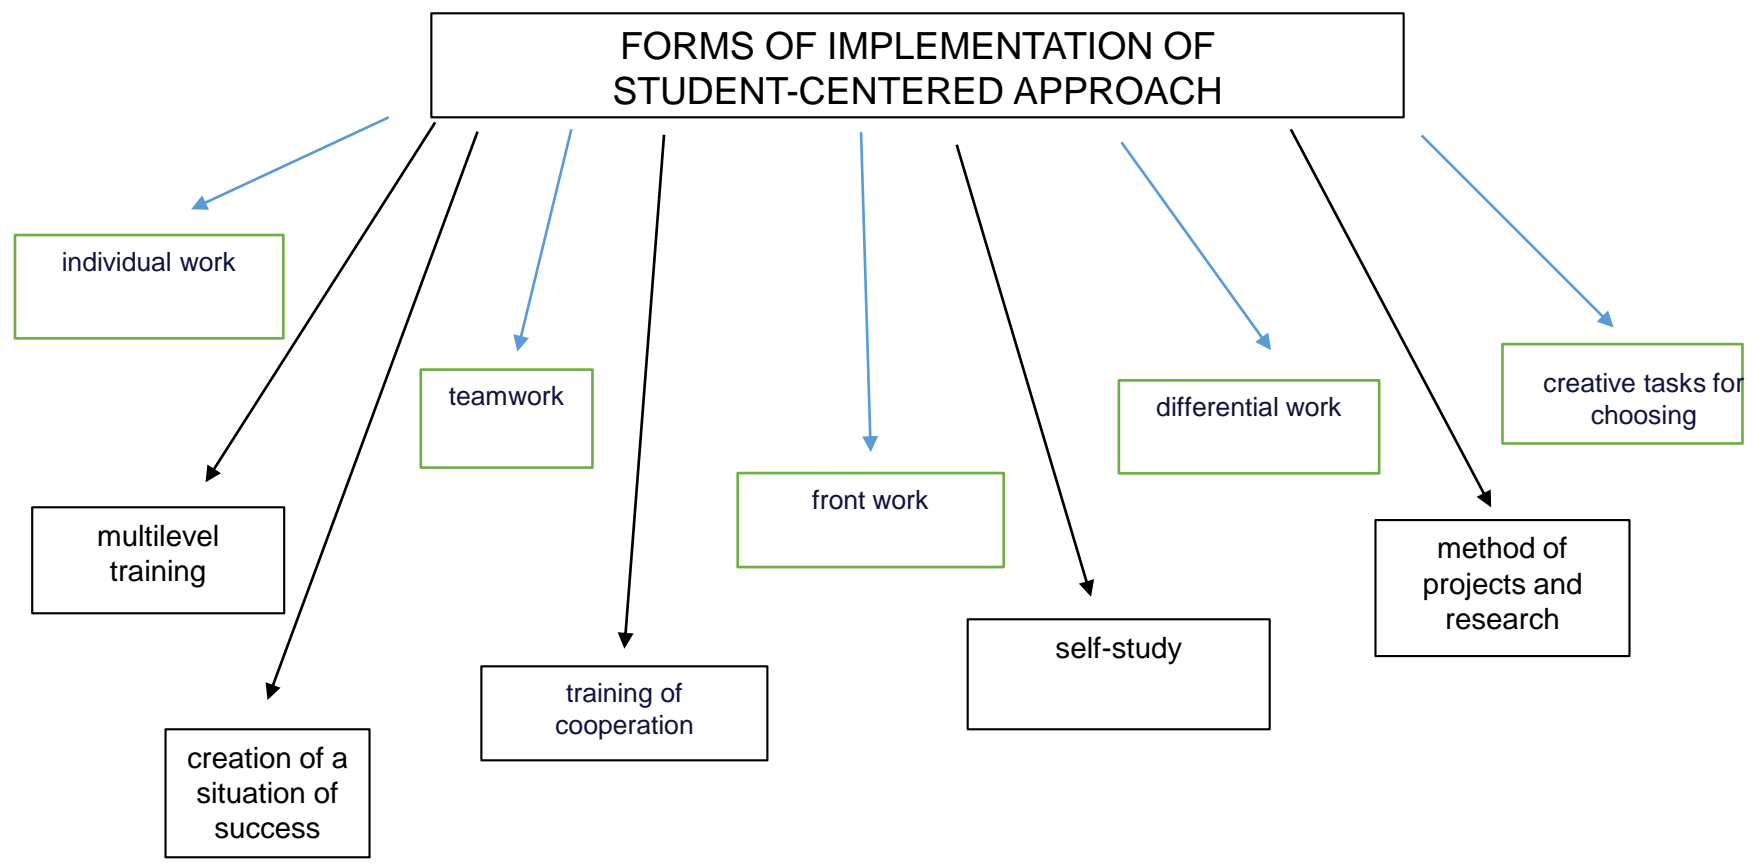 FORMS OF IMPLEMENTATION OF
STUDENT-CENTERED APPROACH
individual work
teamwork
front work
differential work
creative tasks for
choosing
multilevel
training
creation of a
situation of
success
training of
cooperation
self-study
method of
projects and
research